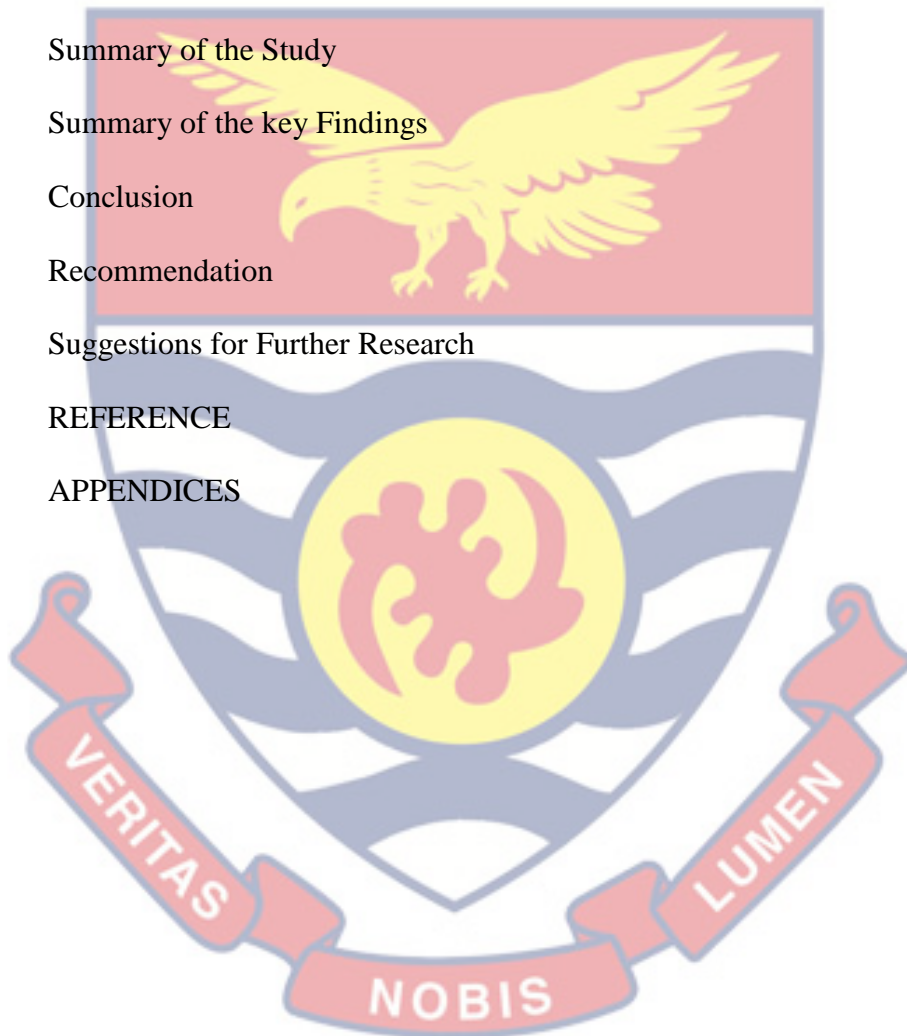 Summary of the Study
Summary of the key Findings
Conclusion
Recommendation
Suggestions for Further Research
REFERENCE
APPENDICES
VERITAS
NOBIS
LUMEN